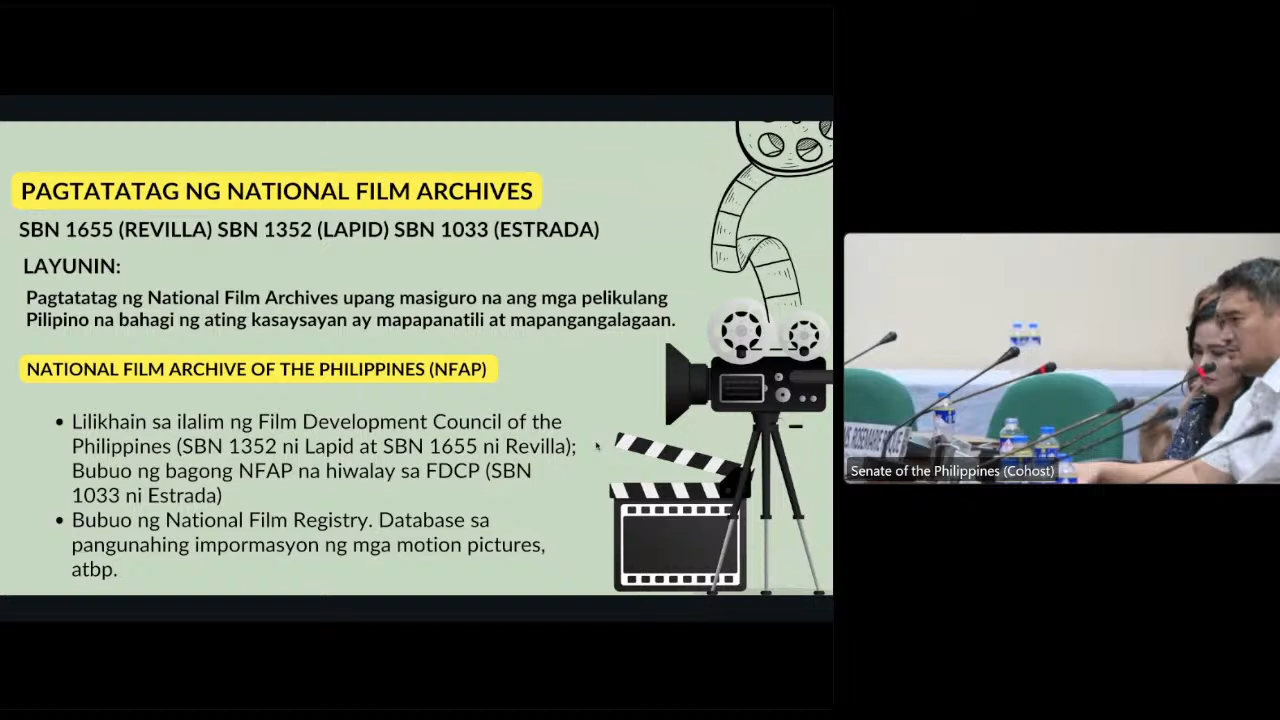 PAGTATATAG NG NATIONAL FILM ARCHIVES
SBN 1655 (REVILLA) SBN 1352 (LAPID) SBN 1033 (ESTRADA)
LAYUNIN:
Pagtatatag ng National Film Archives upang masiguro na ang mga pelikulang
Pilipino na bahagi ng ating kasaysayan ay mapapanatili at mapangangalagaan.
NATIONAL FILM ARCHIVE OF THE PHILIPPINES (NFAP)
• Lilikhain sa ilalim ng Film Development Council of the
Philippines (SBN 1352 ni Lapid at SBN 1655 ni Revilla);
Bubuo ng bagong NFAP na hiwalay sa FDCP (SBN
1033 ni Estrada)
• Bubuo ng National Film Registry. Database sa
pangunahing impormasyon ng mga motion pictures,
atbp.
Senate of the Philippines (Cohost)